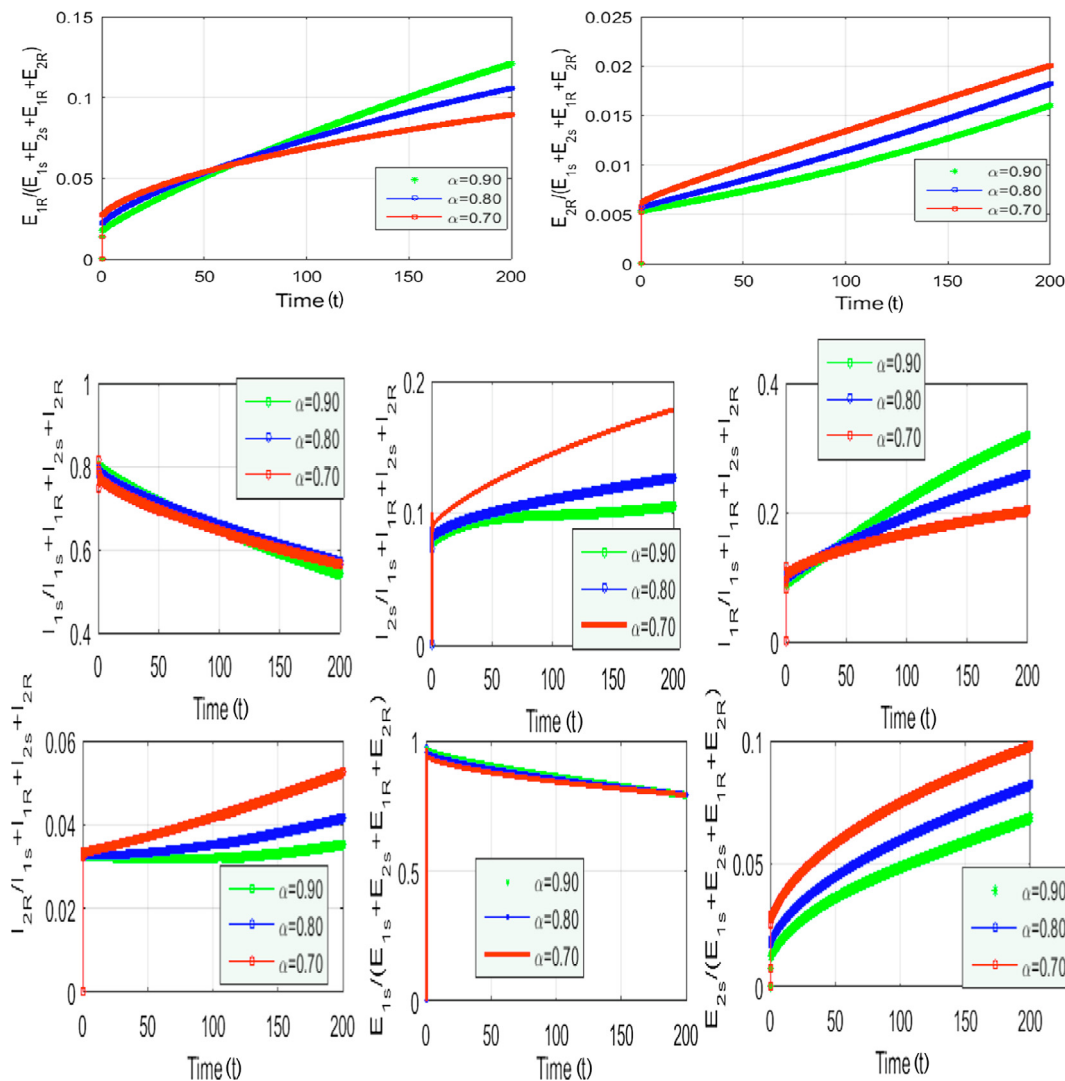 E1R/(E1s+E2s+E1R+E2R)
0.15
0.1
0.05
0
0 50 100 150 200
Time (t)
α=0.90
α=0.80
α=0.70
E2R/(E1s+E2s+E1R+E2R)
0.025
0.02
0.015
0.01
0.005
0
0 50 100 150 200
Time (t)
α=0.90
α=0.80
α=0.70
I1s/I1s+I1R+I2s+I2R
1
0.8
0.6
0.4
0 50 100 150 200
Time (t)
α=0.90
α=0.80
α=0.70
I2s/I1s+I1R+I2s+I2R
0.2
0.1
0
0 50 100 150 200
Time (t)
α=0.90
α=0.80
α=0.70
I1R/I1s+I1R+I2s+I2R
0.4
0.2
0
0 50 100 150 200
Time (t)
α=0.90
α=0.80
α=0.70
I2R/I1s+I1R+I2s+I2R
0.06
0.04
0.02
0
0 50 100 150 200
Time (t)
α=0.90
α=0.80
α=0.70
E1s/(E1s+E2s+E1R+E2R)
1
0.5
0
0 50 100 150 200
Time (t)
α=0.90
α=0.80
α=0.70
E2s/(E1s+E2s+E1R+E2R)
0.1
0.05
0
0 50 100 150 200
Time (t)
α=0.90
α=0.80
α=0.70